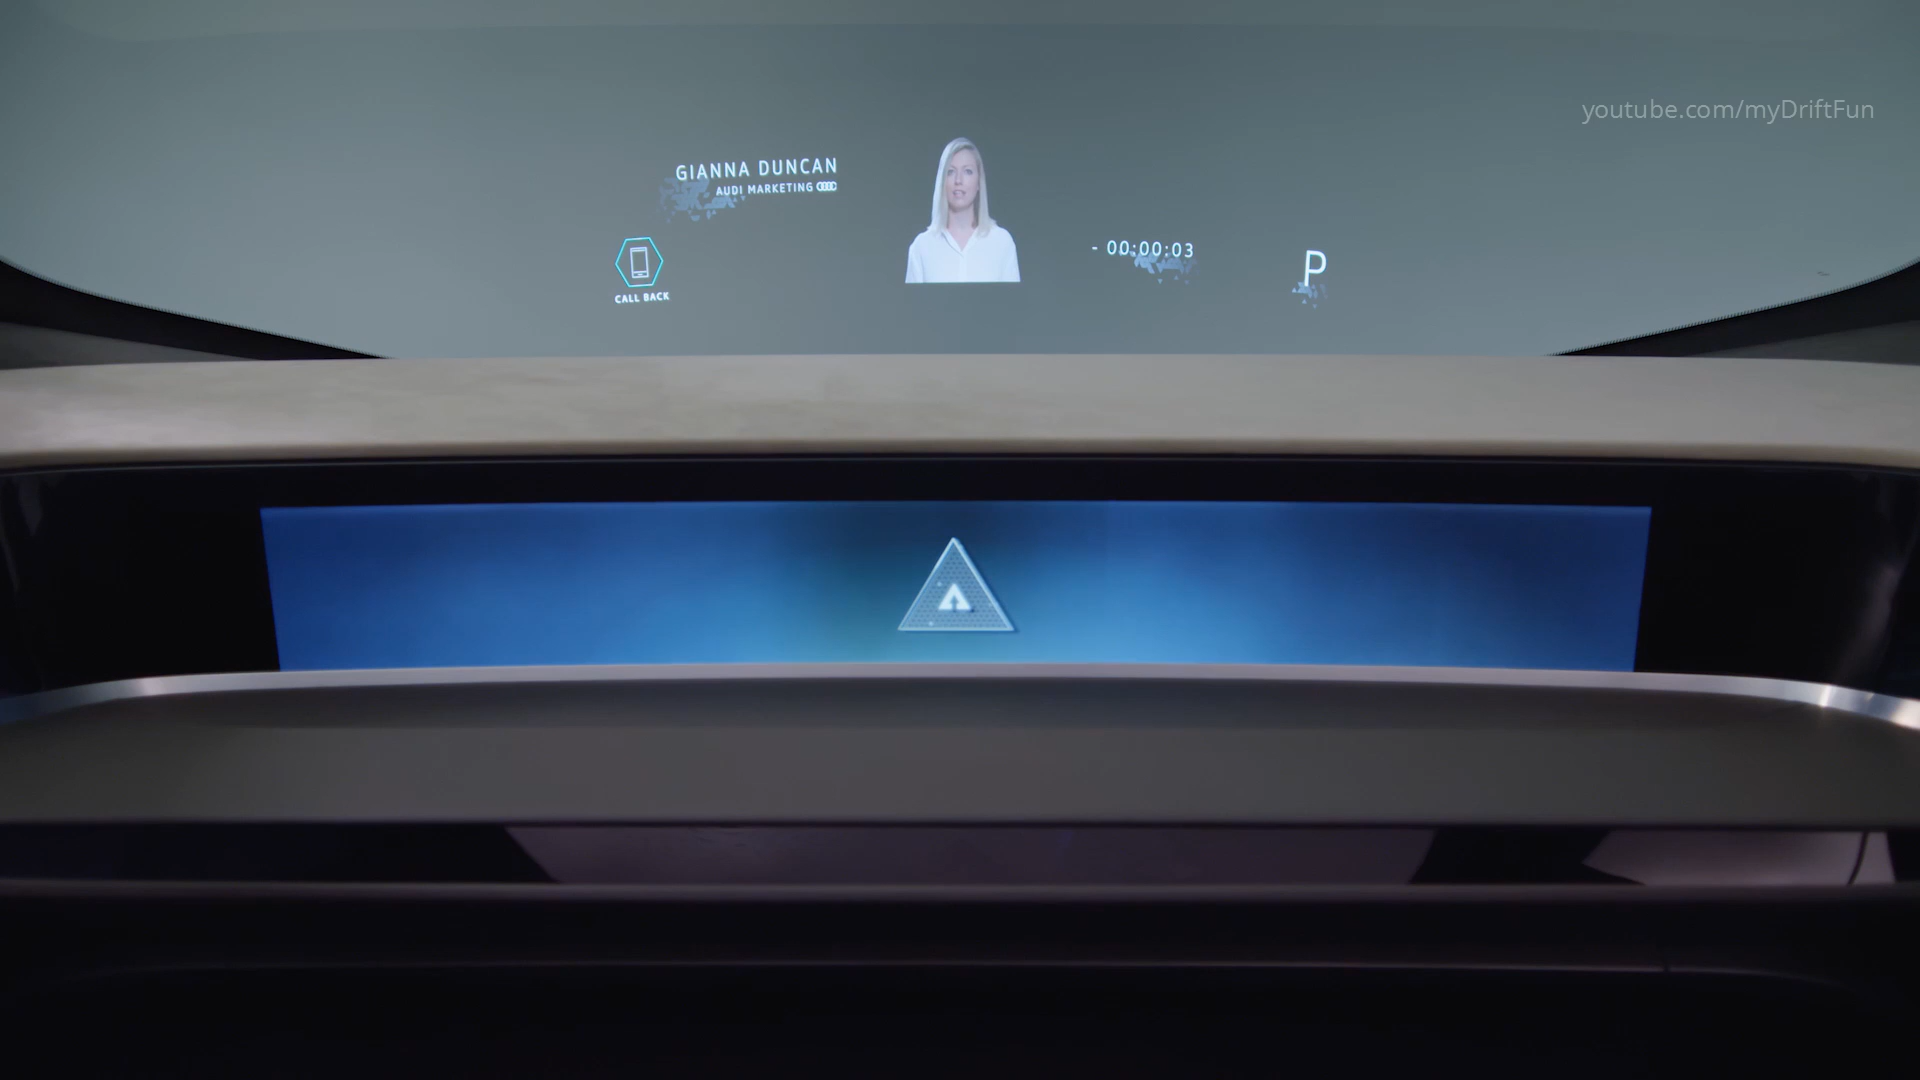 youtube.com/myDriftFun
GIANNA DUNCAN
AUDI MARKETING
- 00:00:03
P
CALL BACK